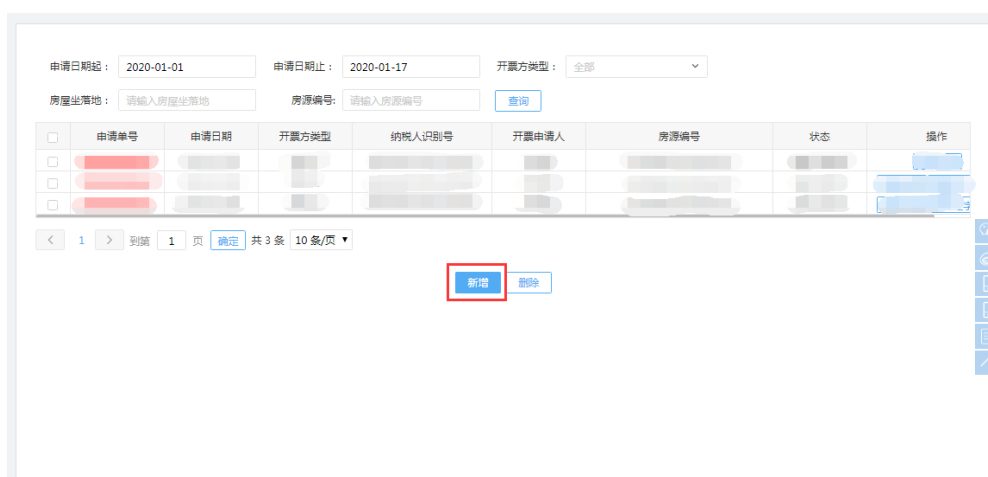 申请日期起： 2020-01-01 申请日期止： 2020-01-17 开票方类型： 全部
房屋坐落地： 请输入房屋坐落地 房源编号: 请输入房源编号 查询
申请单号 申请日期 开票方类型 纳税人识别号 开票申请人 房源编号 状态 操作
1 到第 1 页 确定 共 3 条 10 条/页
新增 删除